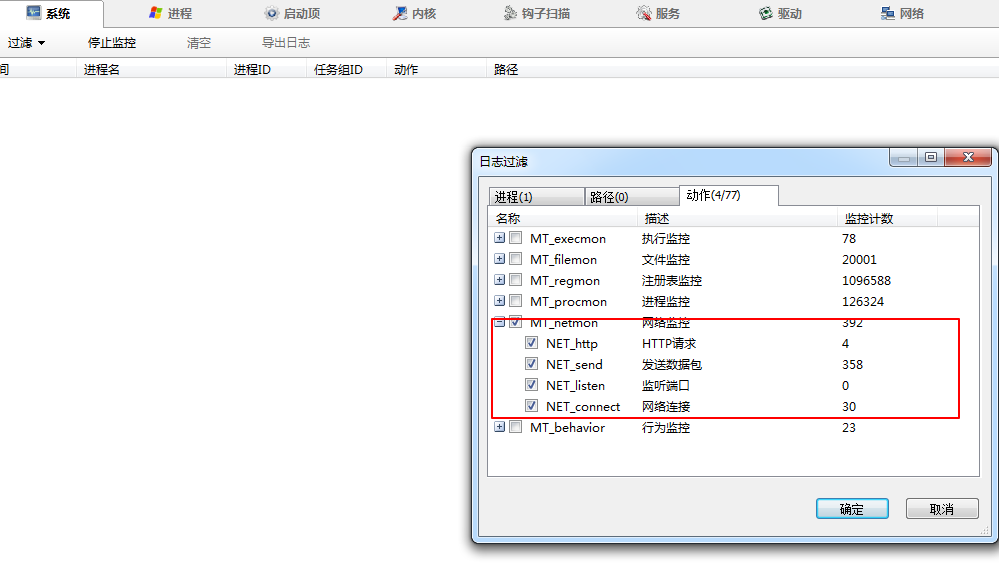 系统 进程 启动顶 内核 钩子扫描 服务 驱动 网络
过滤 停止监控 清空 导出日志
间 进程名 进程ID 任务组ID 动作 路径
日志过滤
进程(1) 路径(0) 动作(4/77)
名称 描述 监控计数
MT_execmon 执行监控 78
MT_filemon 文件监控 20001
MT_regmon 注册表监控 1096588
MT_procmon 进程监控 126324
MT_netmon 网络监控 392
NET_http HTTP请求 4
NET_send 发送数据包 358
NET_listen 监听端口 0
NET_connect 网络连接 30
MT_behavior 行为监控 23
确定 取消